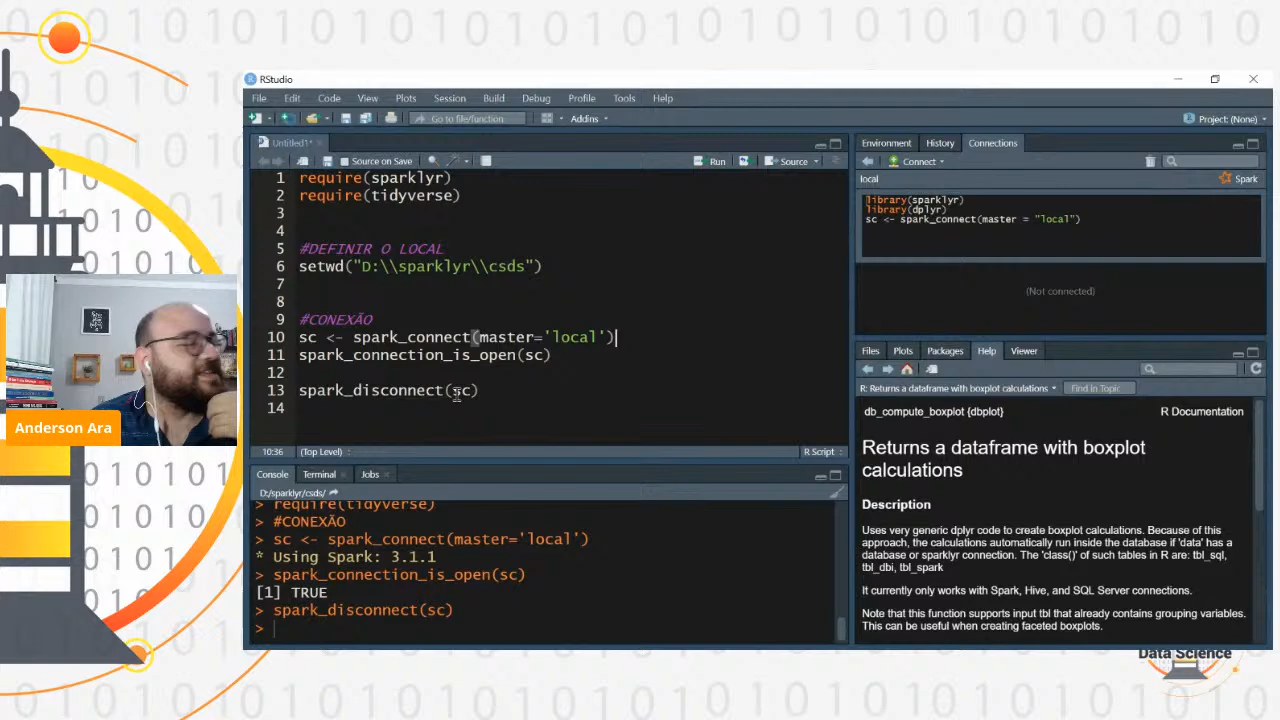 RStudio
File Edit Code View Plots Session Build Debug Profile Tools Help
Go to file/function
Addins
Project: (None)
Untitled1*
Source on Save
Run
Source
1 require(sparklyr)
2 require(tidyverse)
3
4
5 #DEFINIR O LOCAL
6 setwd("D:\\sparklyr\\csds")
7
8
9 #CONEXÃO
10 sc <- spark_connect(master='local')
11 spark_connection_is_open(sc)
12
13 spark_disconnect(sc)
14
10:36 (Top Level) R Script
Console Terminal Jobs
D:/sparklyr/csds/
> require(tidyverse)
> #CONEXÃO
> sc <- spark_connect(master='local')
* Using Spark: 3.1.1
> spark_connection_is_open(sc)
[1] TRUE
> spark_disconnect(sc)
>
Environment History Connections
Connect
local
Spark
library(sparklyr)
library(dplyr)
sc <- spark_connect(master = "local")
(Not connected)
Files Plots Packages Help Viewer
R: Returns a dataframe with boxplot calculations
Find in Topic
db_compute_boxplot {dbplot}
R Documentation
Returns a dataframe with boxplot
calculations
Description
Uses very generic dplyr code to create boxplot calculations. Because of this
approach, the calculations automatically run inside the database if 'data' has a
database or sparklyr connection. The 'class()' of such tables in R are: tbl_sql,
tbl_dbi, tbl_spark
It currently only works with Spark, Hive, and SQL Server connections.
Note that this function supports input tbl that already contains grouping variables.
This can be useful when creating faceted boxplots.
Anderson Ara
Data Science